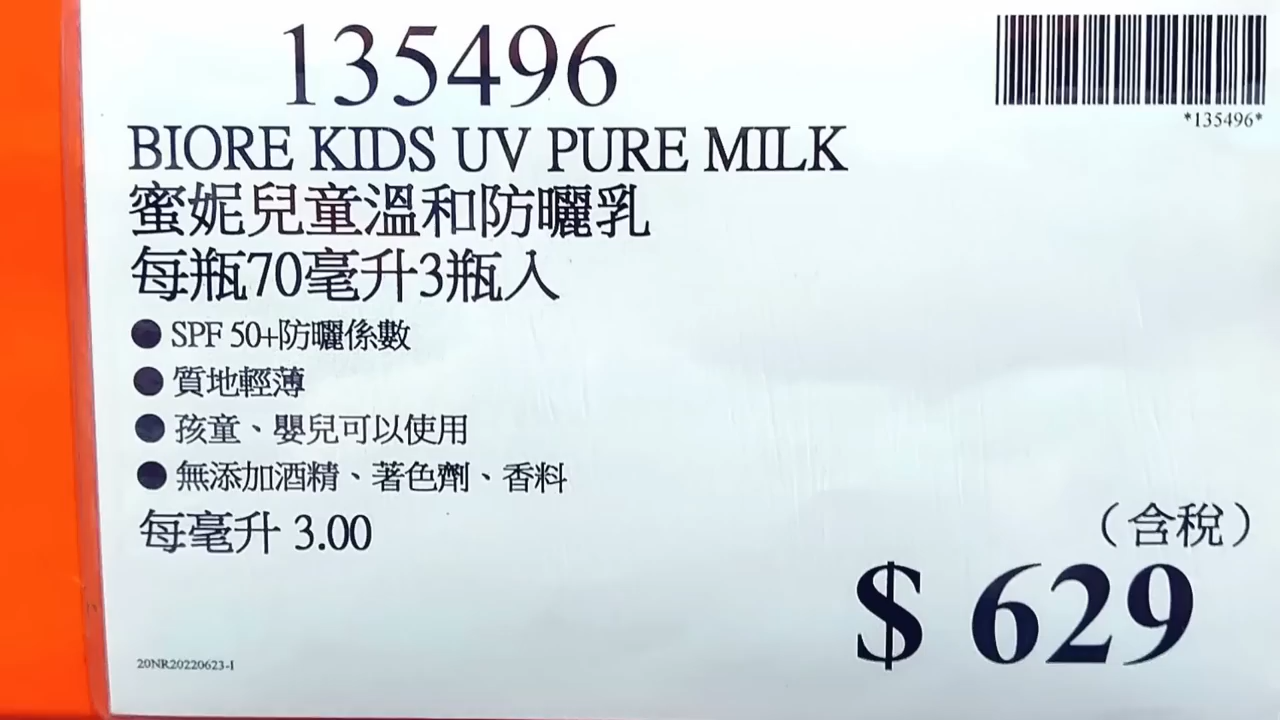 135496
*135496*
BIORE KIDS UV PURE MILK
蜜妮兒童溫和防曬乳
每瓶70毫升3瓶入
● SPF 50+防曬係數
● 質地輕薄
● 孩童、嬰兒可以使用
● 無添加酒精、著色劑、香料
每毫升 3.00
（含稅）
$ 629
20NR20220623-1